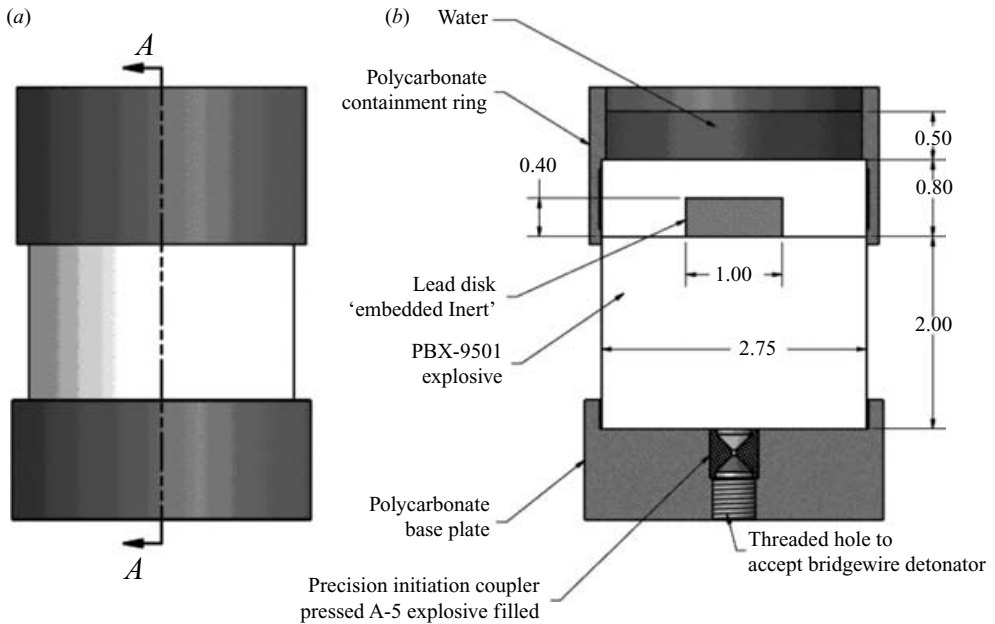 (a)
A
A
(b)
Water
Polycarbonate
containment ring
0.50
0.80
0.40
1.00
Lead disk
‘embedded Inert’
2.00
PBX-9501
explosive
2.75
Polycarbonate
base plate
Threaded hole to
accept bridgewire detonator
Precision initiation coupler
pressed A-5 explosive filled